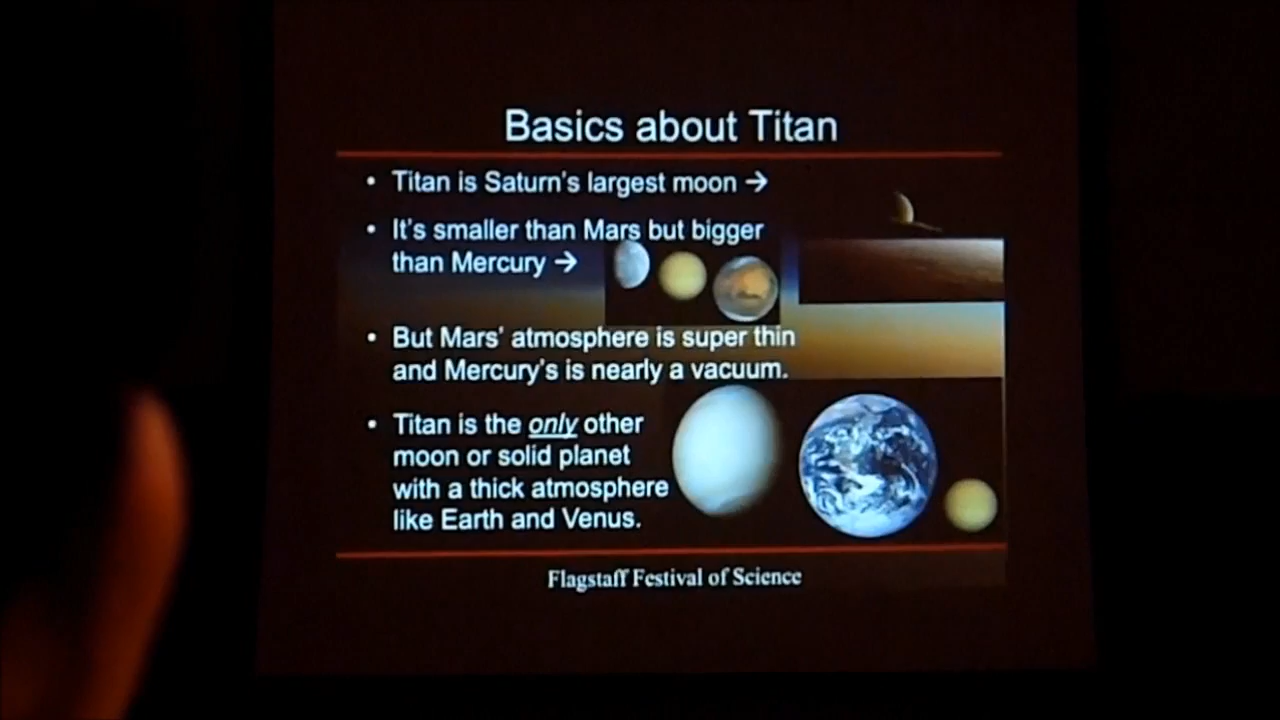 Basics about Titan
• Titan is Saturn's largest moon →
• It's smaller than Mars but bigger
than Mercury →
• But Mars' atmosphere is super thin
and Mercury's is nearly a vacuum.
• Titan is the only other
moon or solid planet
with a thick atmosphere
like Earth and Venus.
Flagstaff Festival of Science